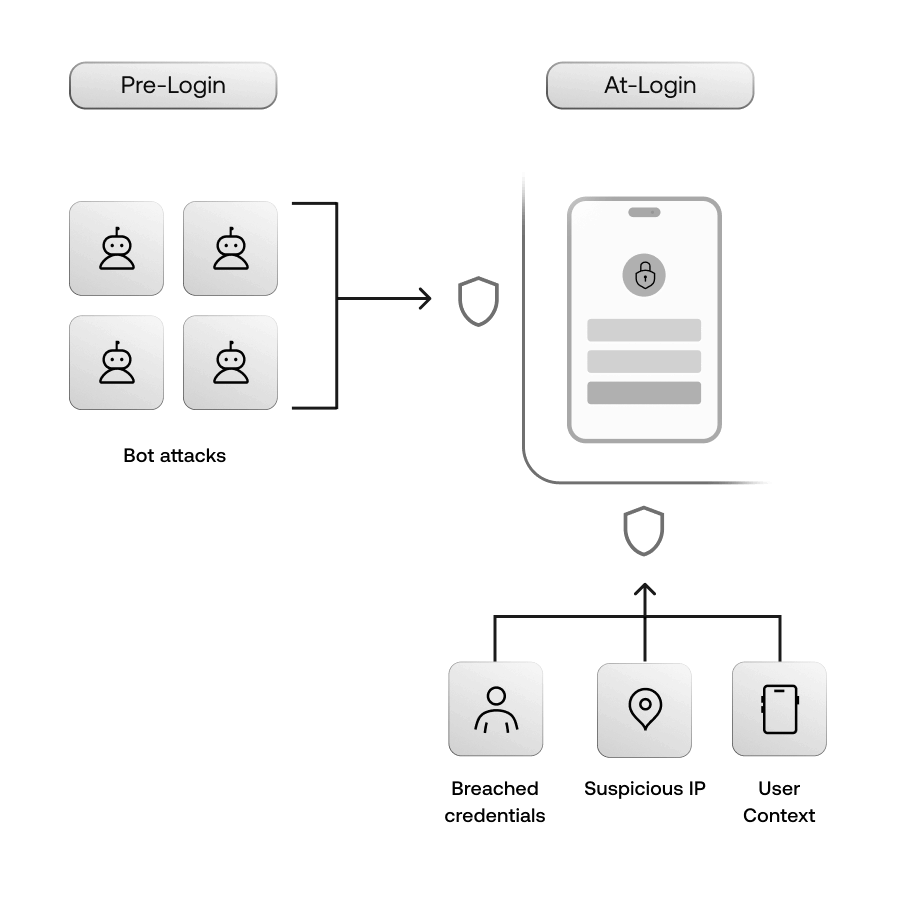 Pre-Login
At-Login
Bot attacks
Breached
credentials
Suspicious IP
User
Context